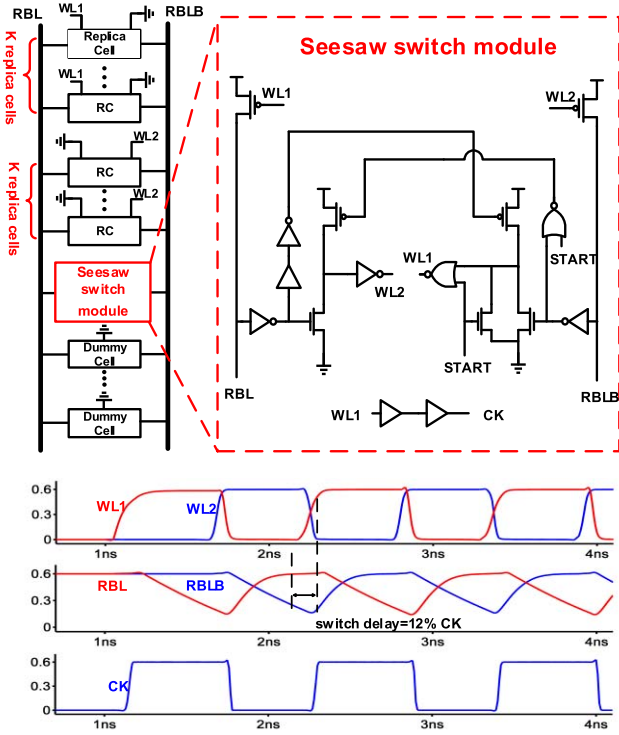 RBL
WL1
RBLB
Replica
Cell
K replica cells
WL1
RC
WL2
RC
K replica cells
WL2
RC
Seesaw
switch
module
Dummy
Cell
Dummy
Cell
Seesaw switch module
WL1
WL2
START
WL1
WL2
START
RBL
RBLB
WL1
CK
0.6
WL1
WL2
0.3
0
1ns
2ns
3ns
4ns
0.6
RBL
RBLB
0.3
switch delay=12% CK
0
1ns
2ns
3ns
4ns
0.6
CK
0.3
0
1ns
2ns
3ns
4ns